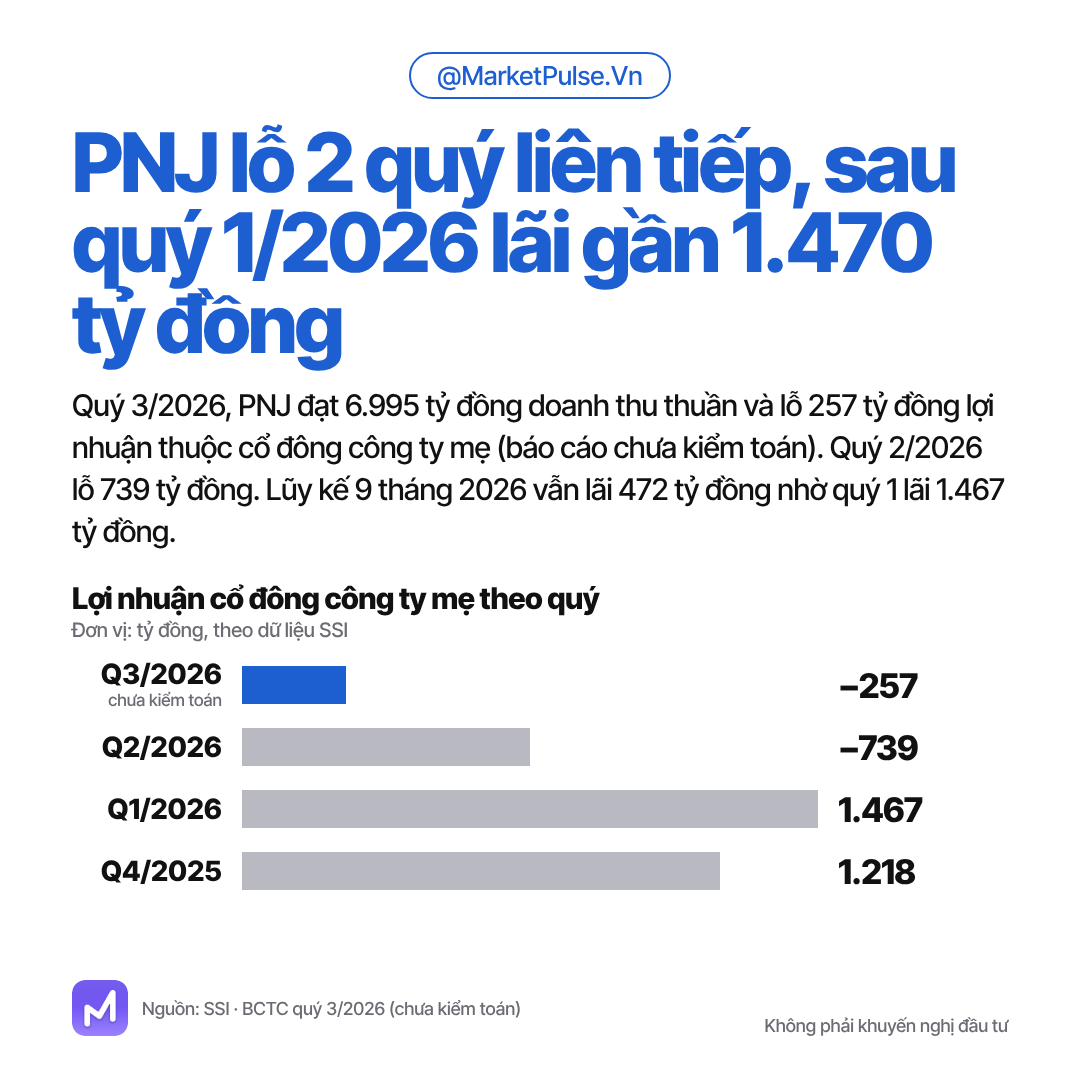 @MarketPulse.Vn
PNJ lỗ 2 quý liên tiếp, sau
quý 1/2026 lãi gần 1.470
tỷ đồng
Quý 3/2026, PNJ đạt 6.995 tỷ đồng doanh thu thuần và lỗ 257 tỷ đồng lợi
nhuận thuộc cổ đông công ty mẹ (báo cáo chưa kiểm toán). Quý 2/2026
lỗ 739 tỷ đồng. Lũy kế 9 tháng 2026 vẫn lãi 472 tỷ đồng nhờ quý 1 lãi 1.467
tỷ đồng.
Lợi nhuận cổ đông công ty mẹ theo quý
Đơn vị: tỷ đồng, theo dữ liệu SSI
Q3/2026 –257
chưa kiểm toán
Q2/2026 –739
Q1/2026 1.467
Q4/2025 1.218
Nguồn: SSI · BCTC quý 3/2026 (chưa kiểm toán)
Không phải khuyến nghị đầu tư